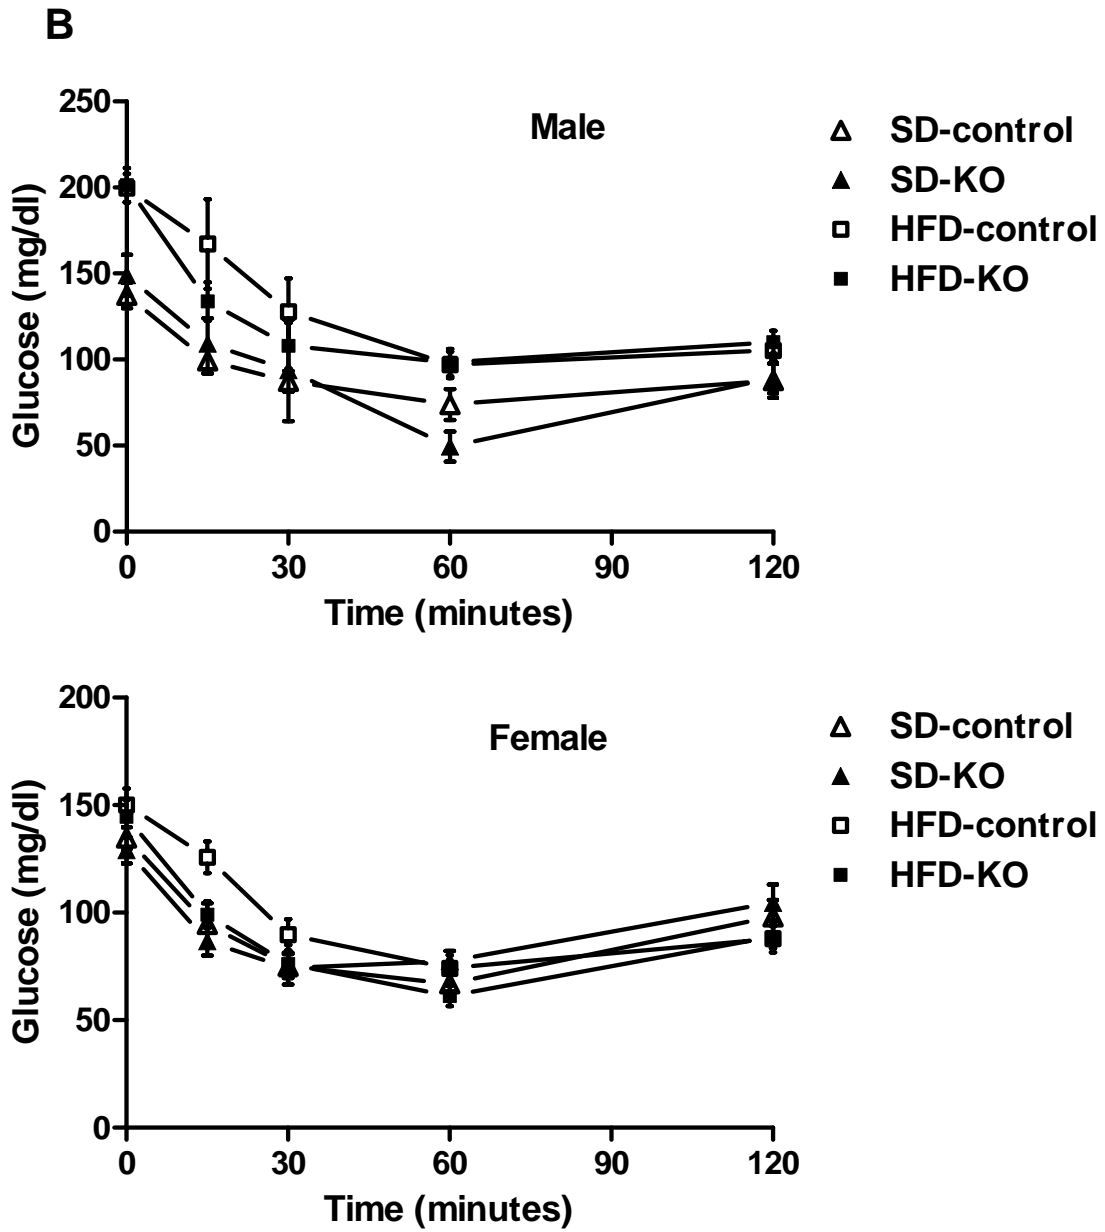 B
Male
250
200
150
100
50
0
Glucose (mg/dl)
0 30 60 90 120
Time (minutes)
SD-control
SD-KO
HFD-control
HFD-KO
Female
200
150
100
50
0
Glucose (mg/dl)
0 30 60 90 120
Time (minutes)
SD-control
SD-KO
HFD-control
HFD-KO